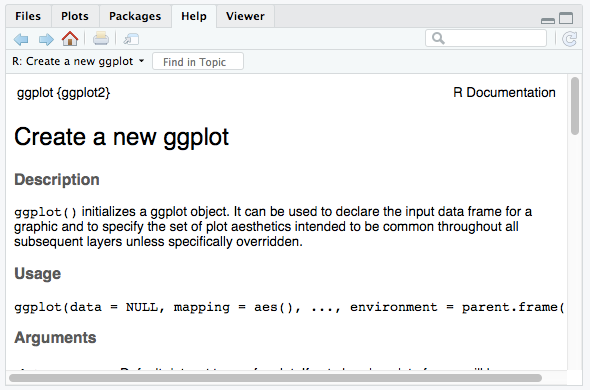 Files Plots Packages Help Viewer
R: Create a new ggplot Find in Topic
ggplot {ggplot2} R Documentation
Create a new ggplot
Description
ggplot() initializes a ggplot object. It can be used to declare the input data frame for a
graphic and to specify the set of plot aesthetics intended to be common throughout all
subsequent layers unless specifically overridden.
Usage
ggplot(data = NULL, mapping = aes(), ..., environment = parent.frame(
Arguments